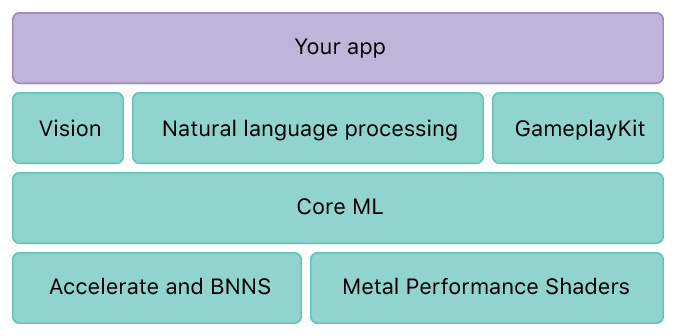 Your app
Vision
Natural language processing
GameplayKit
Core ML
Accelerate and BNNS
Metal Performance Shaders